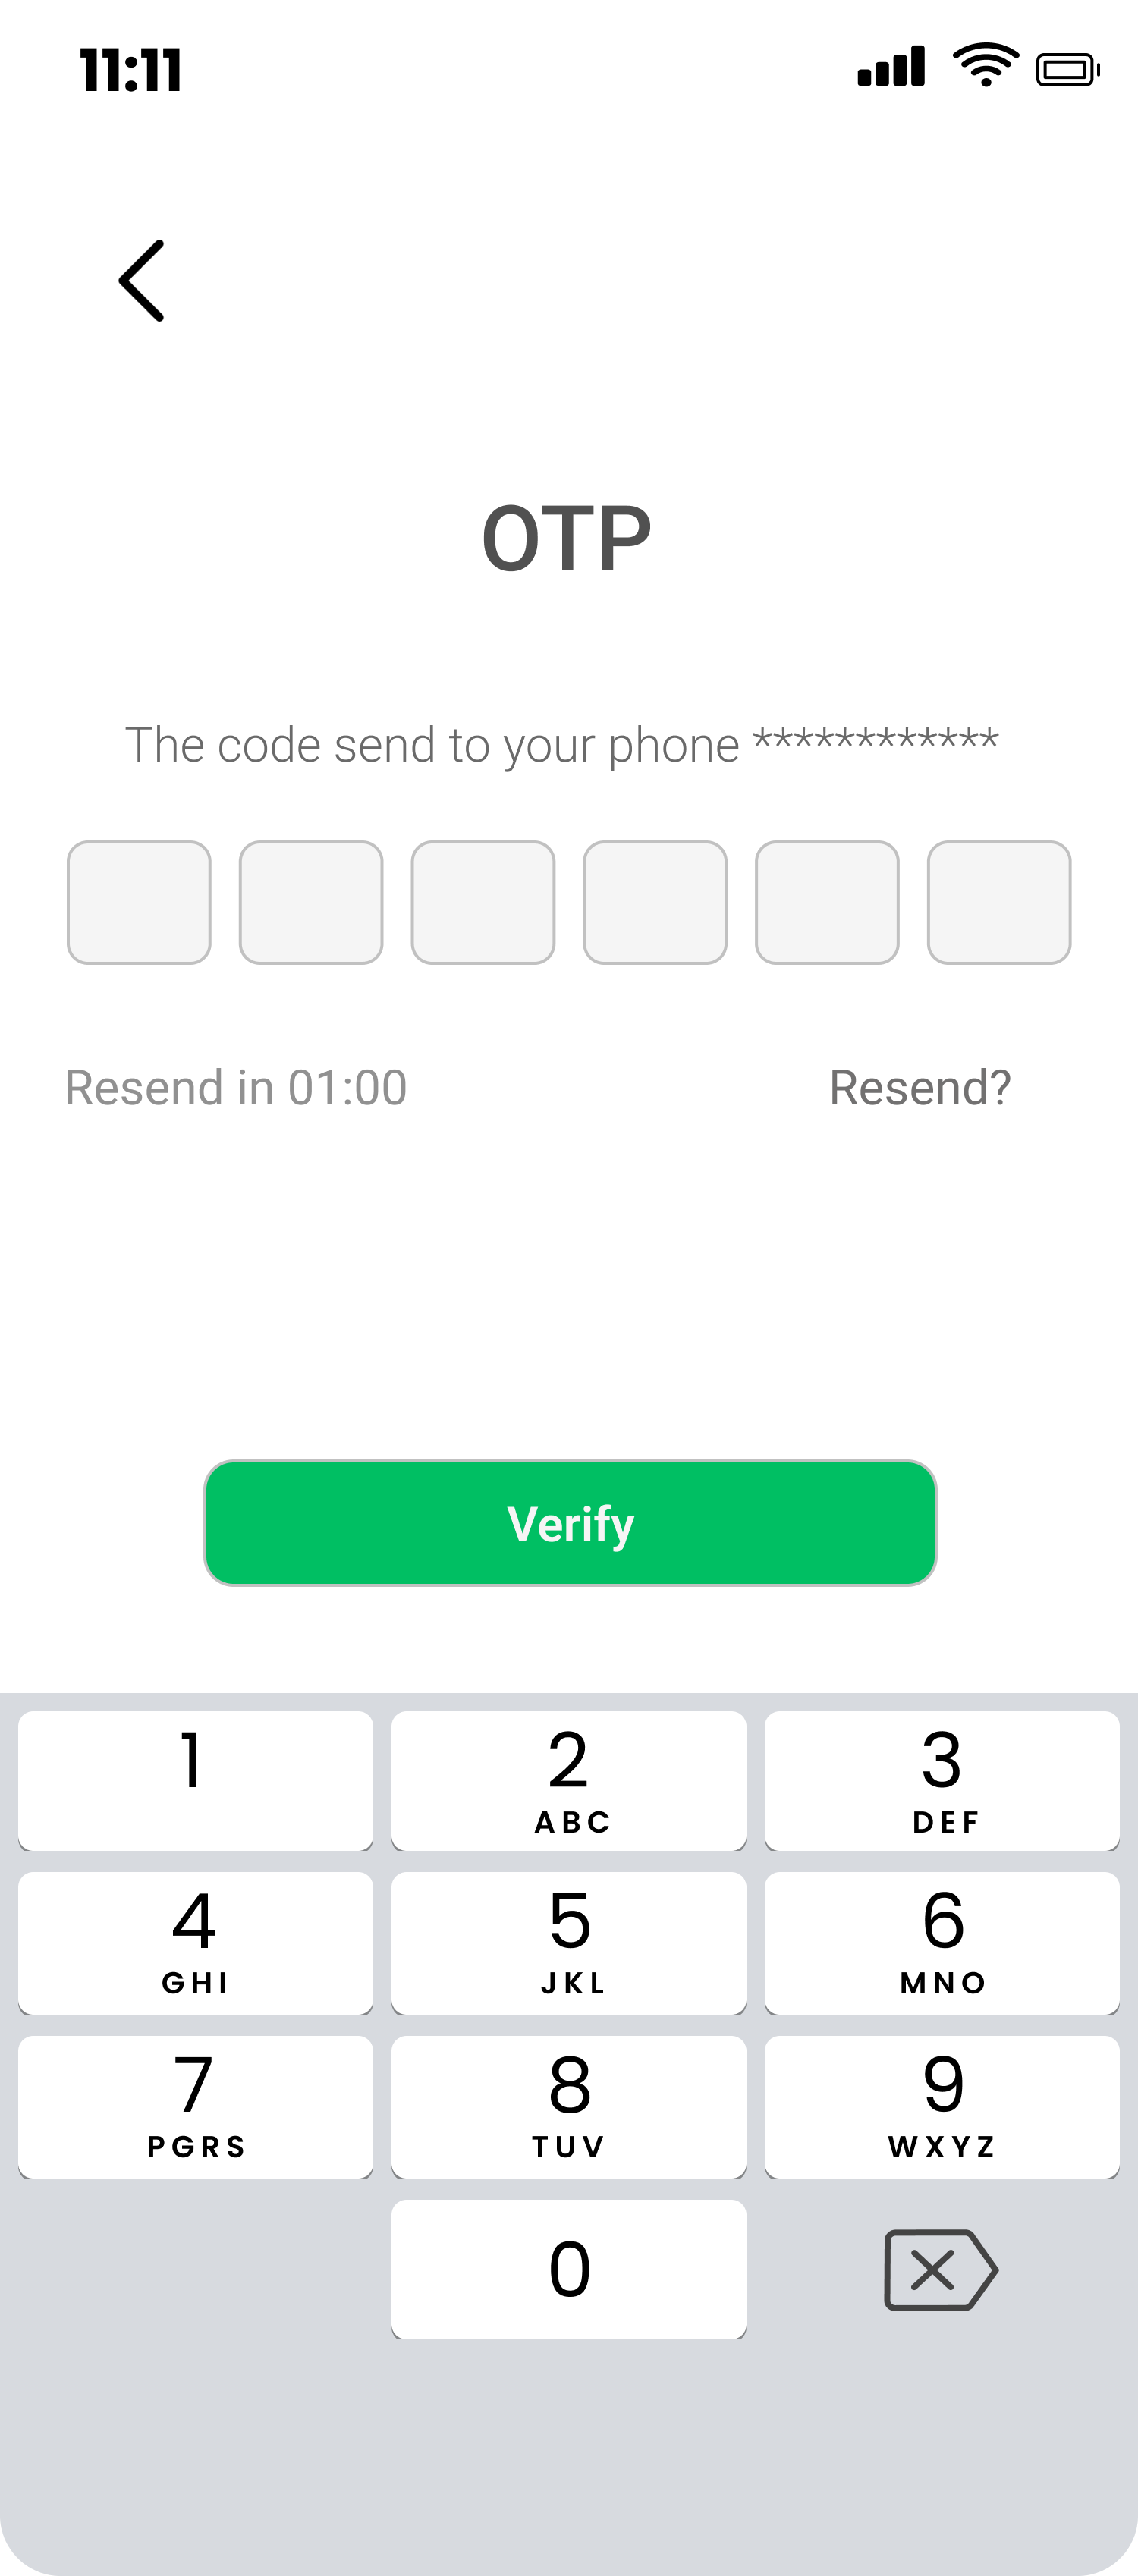 11:11
OTP
The code send to your phone ************
Resend in 01:00
Resend?
Verify
1
2
ABC
3
DEF
4
GHI
5
JKL
6
MNO
7
PGRS
8
TUV
9
WXYZ
0